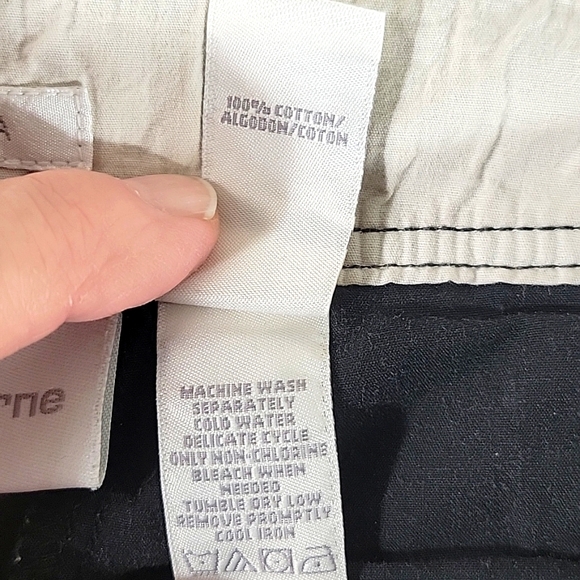 100% COTTON/
ALGODON/COTON
A
rne
MACHINE WASH
SEPARATELY
COLD WATER
DELICATE CYCLE
ONLY NON-CHLORINE
BLEACH WHEN
NEEDED
TUMBLE DRY LOW
REMOVE PROMPTLY
COOL IRON